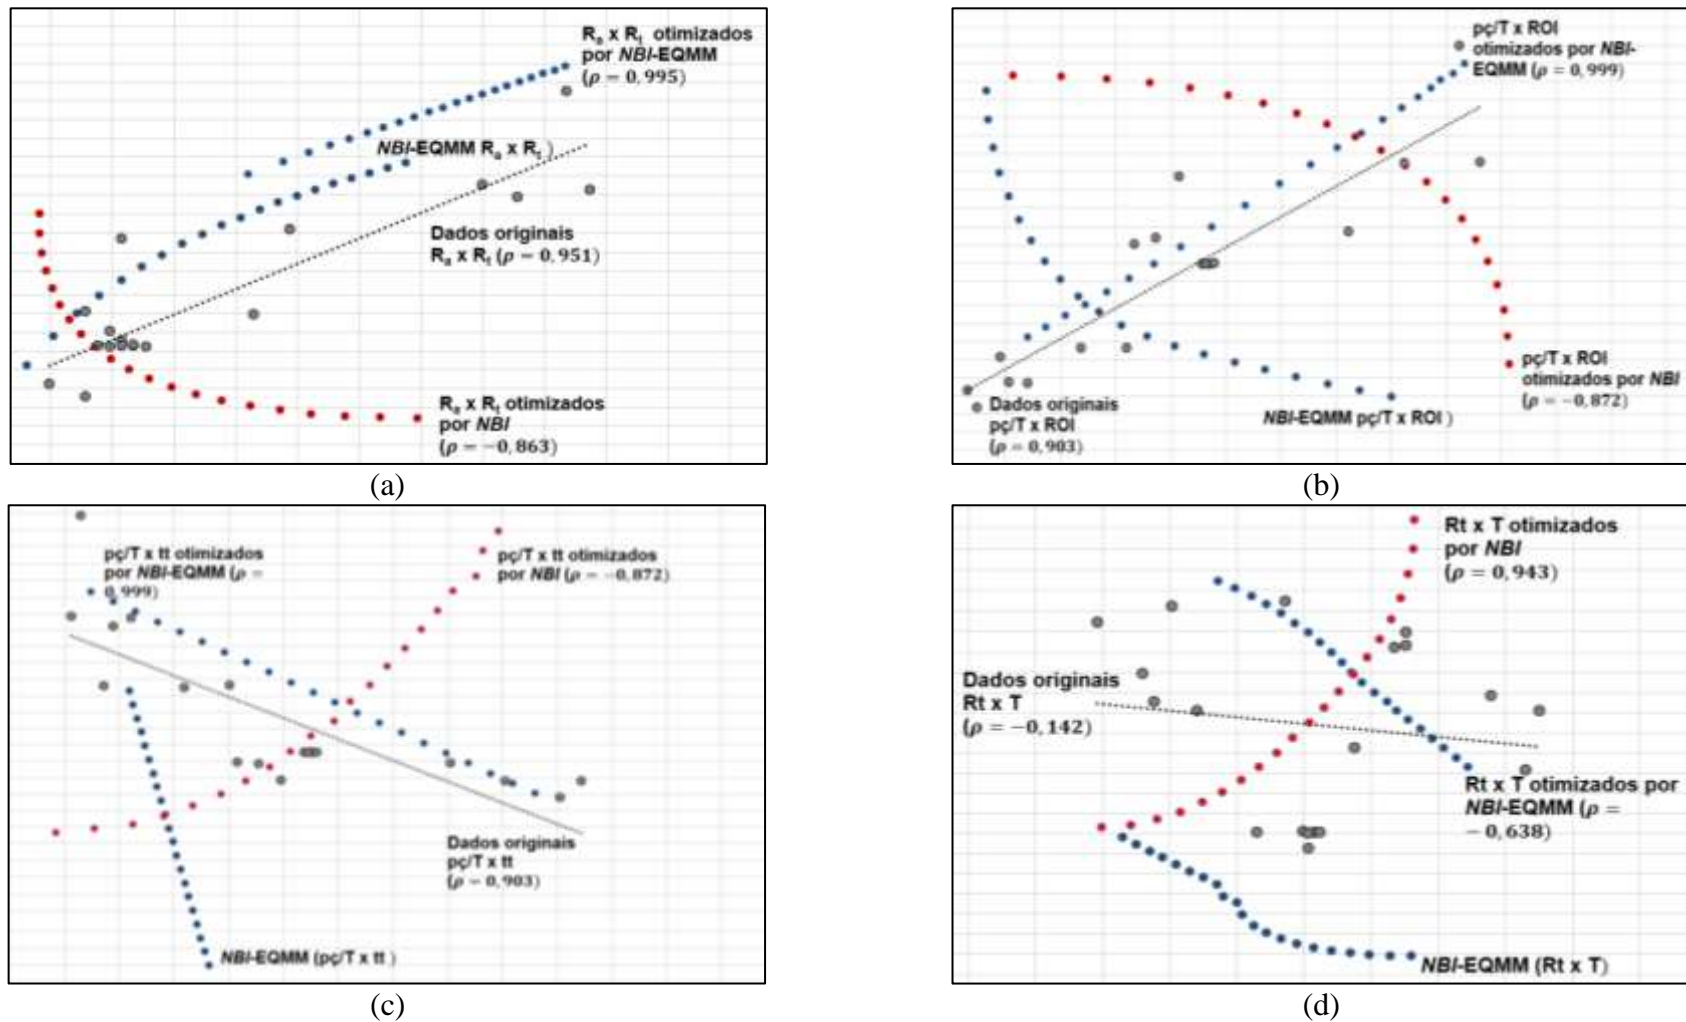 Rₐ x Rₜ otimizados
por NBI-EQMM
(ρ = 0,995)
NBI-EQMM Rₐ x Rₜ )
Dados originais
Rₐ x Rₜ (ρ = 0,951)
Rₐ x Rₜ otimizados
por NBI
(ρ = −0,863)
(a)
pç/T x ROI
otimizados por NBI-
EQMM (ρ = 0,999)
pç/T x ROI
otimizados por NBI
(ρ = −0,872)
Dados originais
pç/T x ROI
(ρ = 0,903)
NBI-EQMM pç/T x ROI )
(b)
pç/T x tt otimizados
por NBI-EQMM (ρ =
0,999)
pç/T x tt otimizados
por NBI (ρ = −0,872)
Dados originais
pç/T x tt
(ρ = 0,903)
NBI-EQMM (pç/T x tt )
(c)
Rt x T otimizados
por NBI
(ρ = 0,943)
Dados originais
Rt x T
(ρ = −0,142)
Rt x T otimizados por
NBI-EQMM (ρ =
− 0,638)
NBI-EQMM (Rt x T)
(d)